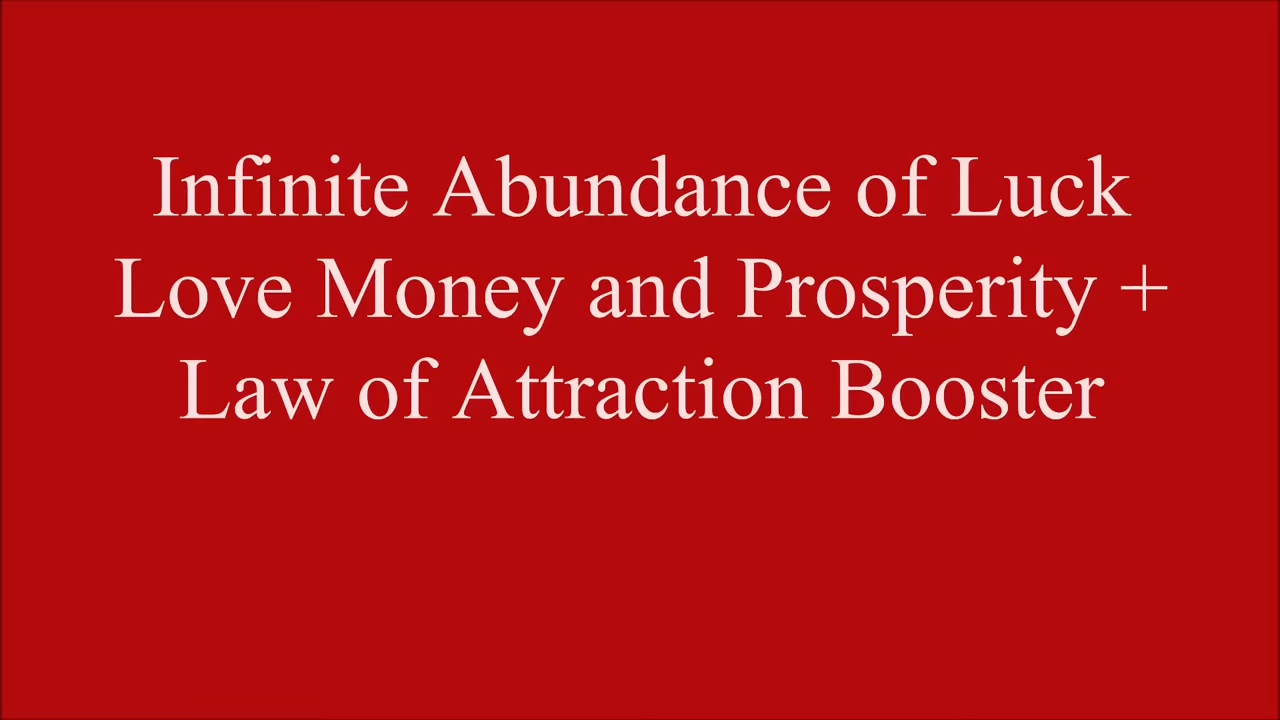 Infinite Abundance of Luck
Love Money and Prosperity +
Law of Attraction Booster